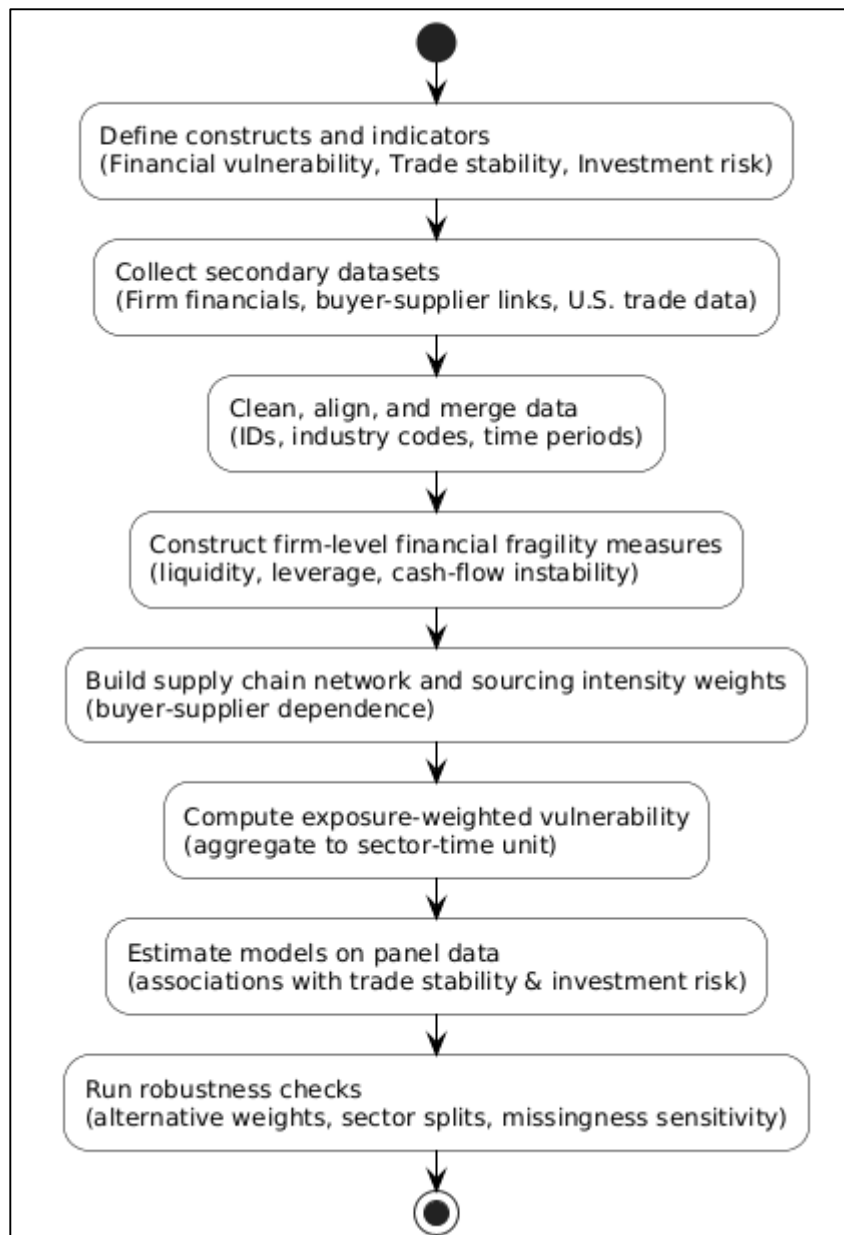 Define constructs and indicators
(Financial vulnerability, Trade stability, Investment risk)
Collect secondary datasets
(Firm financials, buyer-supplier links, U.S. trade data)
Clean, align, and merge data
(IDs, industry codes, time periods)
Construct firm-level financial fragility measures
(liquidity, leverage, cash-flow instability)
Build supply chain network and sourcing intensity weights
(buyer-supplier dependence)
Compute exposure-weighted vulnerability
(aggregate to sector-time unit)
Estimate models on panel data
(associations with trade stability & investment risk)
Run robustness checks
(alternative weights, sector splits, missingness sensitivity)